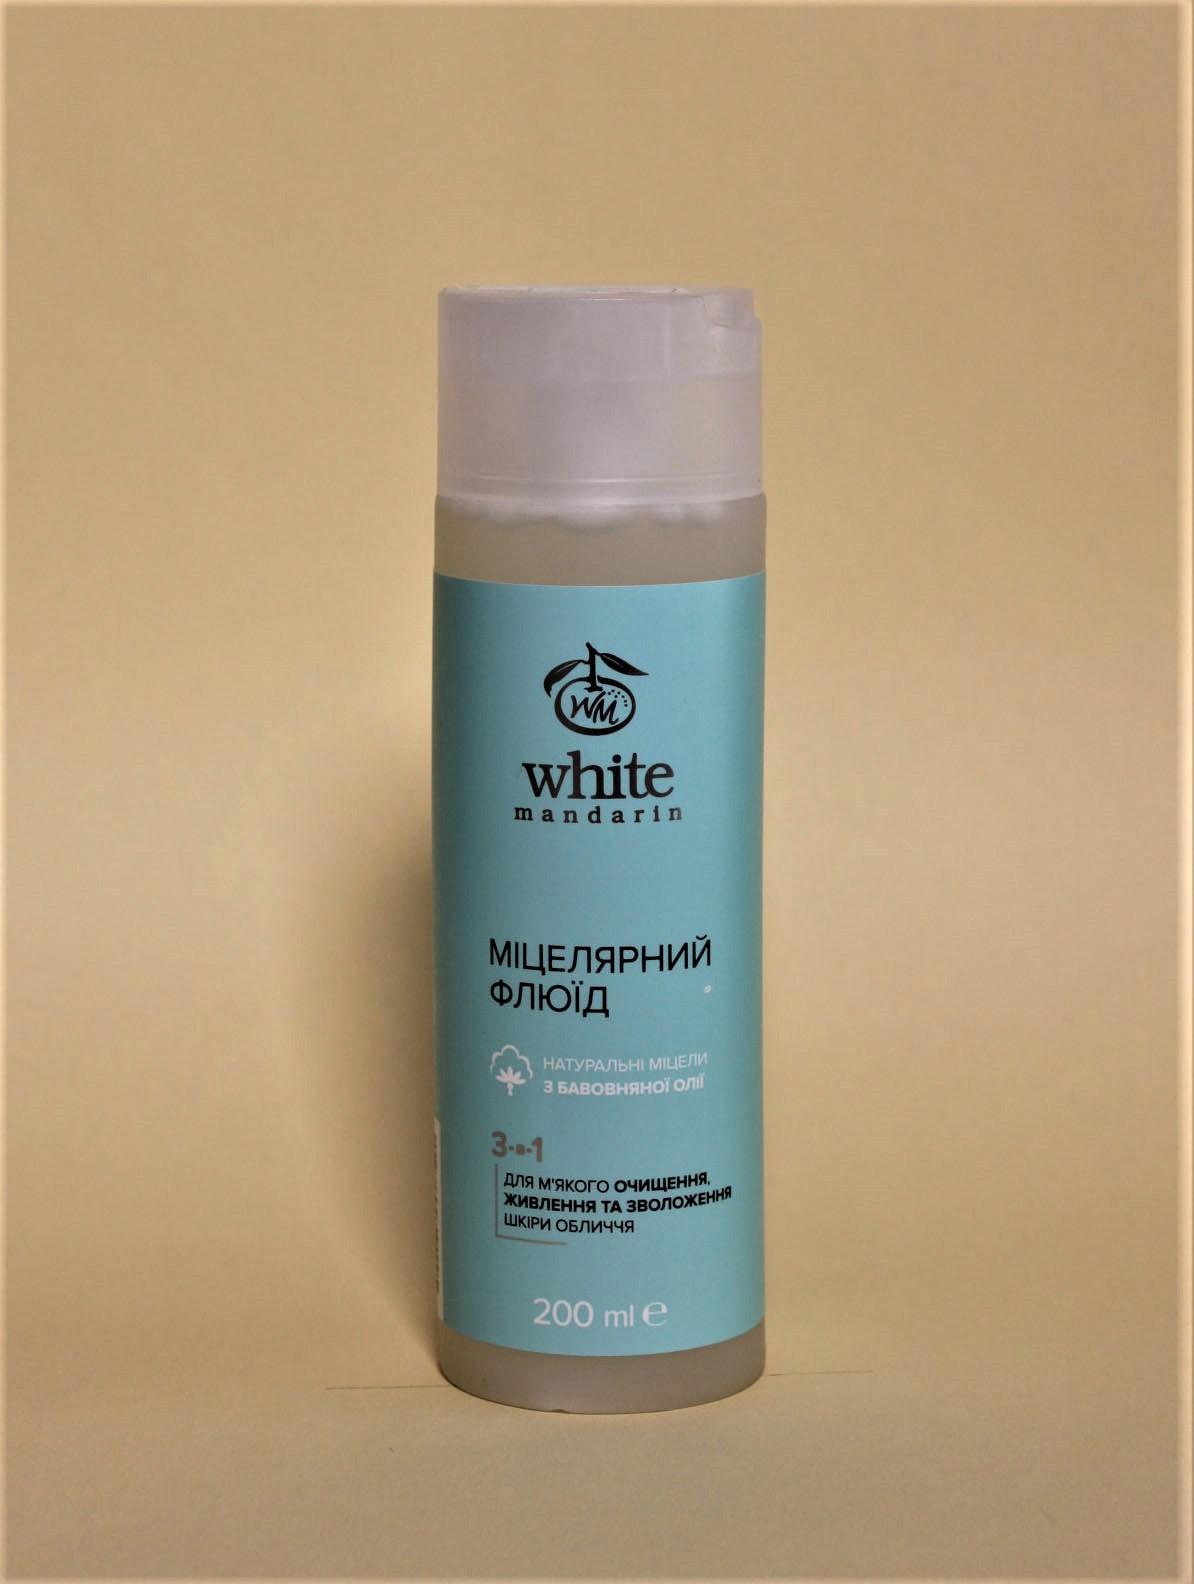 WM
white
mandarin
МІЦЕЛЯРНИЙ
ФЛЮЇД
НАТУРАЛЬНІ МІЦЕЛИ
З БАВОВНЯНОЇ ОЛІЇ
3-в-1
ДЛЯ М'ЯКОГО ОЧИЩЕННЯ,
ЖИВЛЕННЯ ТА ЗВОЛОЖЕННЯ
ШКІРИ ОБЛИЧЧЯ
200 ml ℮